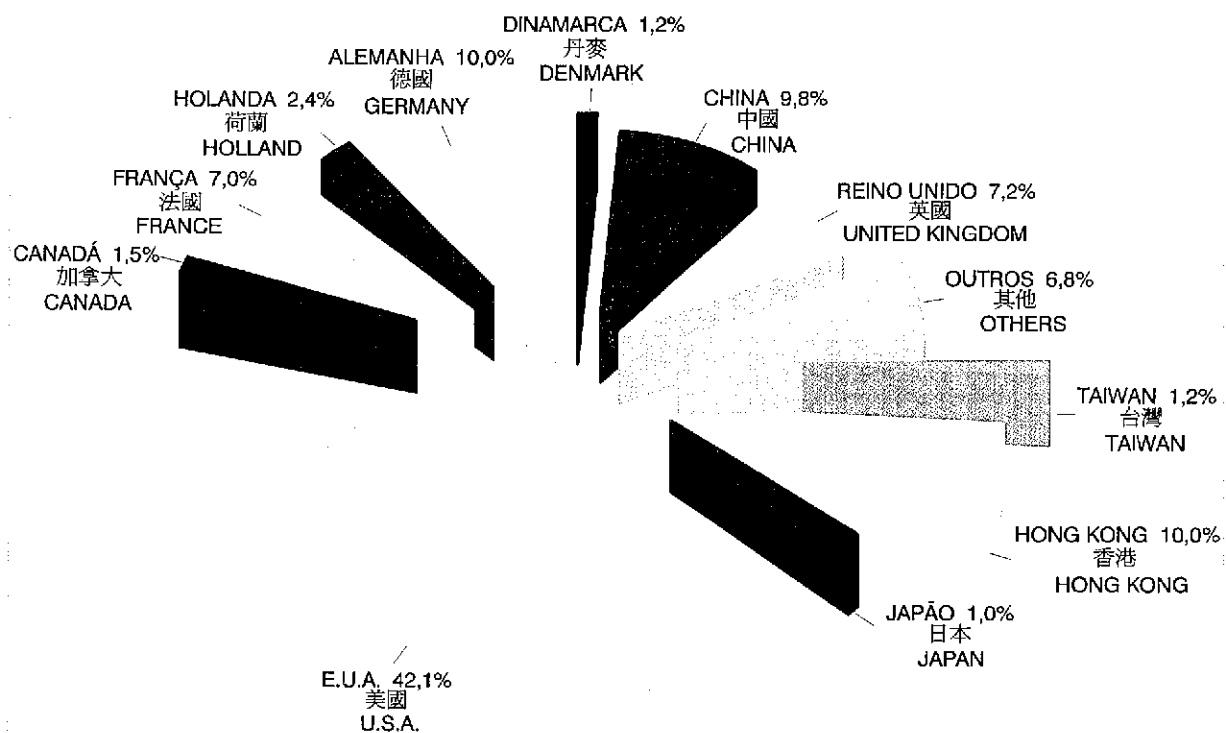 DINAMARCA 1,2%
丹麥
DENMARK
ALEMANHA 10,0%
德國
GERMANY
HOLANDA 2,4%
荷蘭
HOLLAND
FRANÇA 7,0%
法國
FRANCE
CANADÁ 1,5%
加拿大
CANADA
CHINA 9,8%
中國
CHINA
REINO UNIDO 7,2%
英國
UNITED KINGDOM
OUTROS 6,8%
其他
OTHERS
TAIWAN 1,2%
台灣
TAIWAN
HONG KONG 10,0%
香港
HONG KONG
JAPÃO 1,0%
日本
JAPAN
E.U.A. 42,1%
美國
U.S.A.